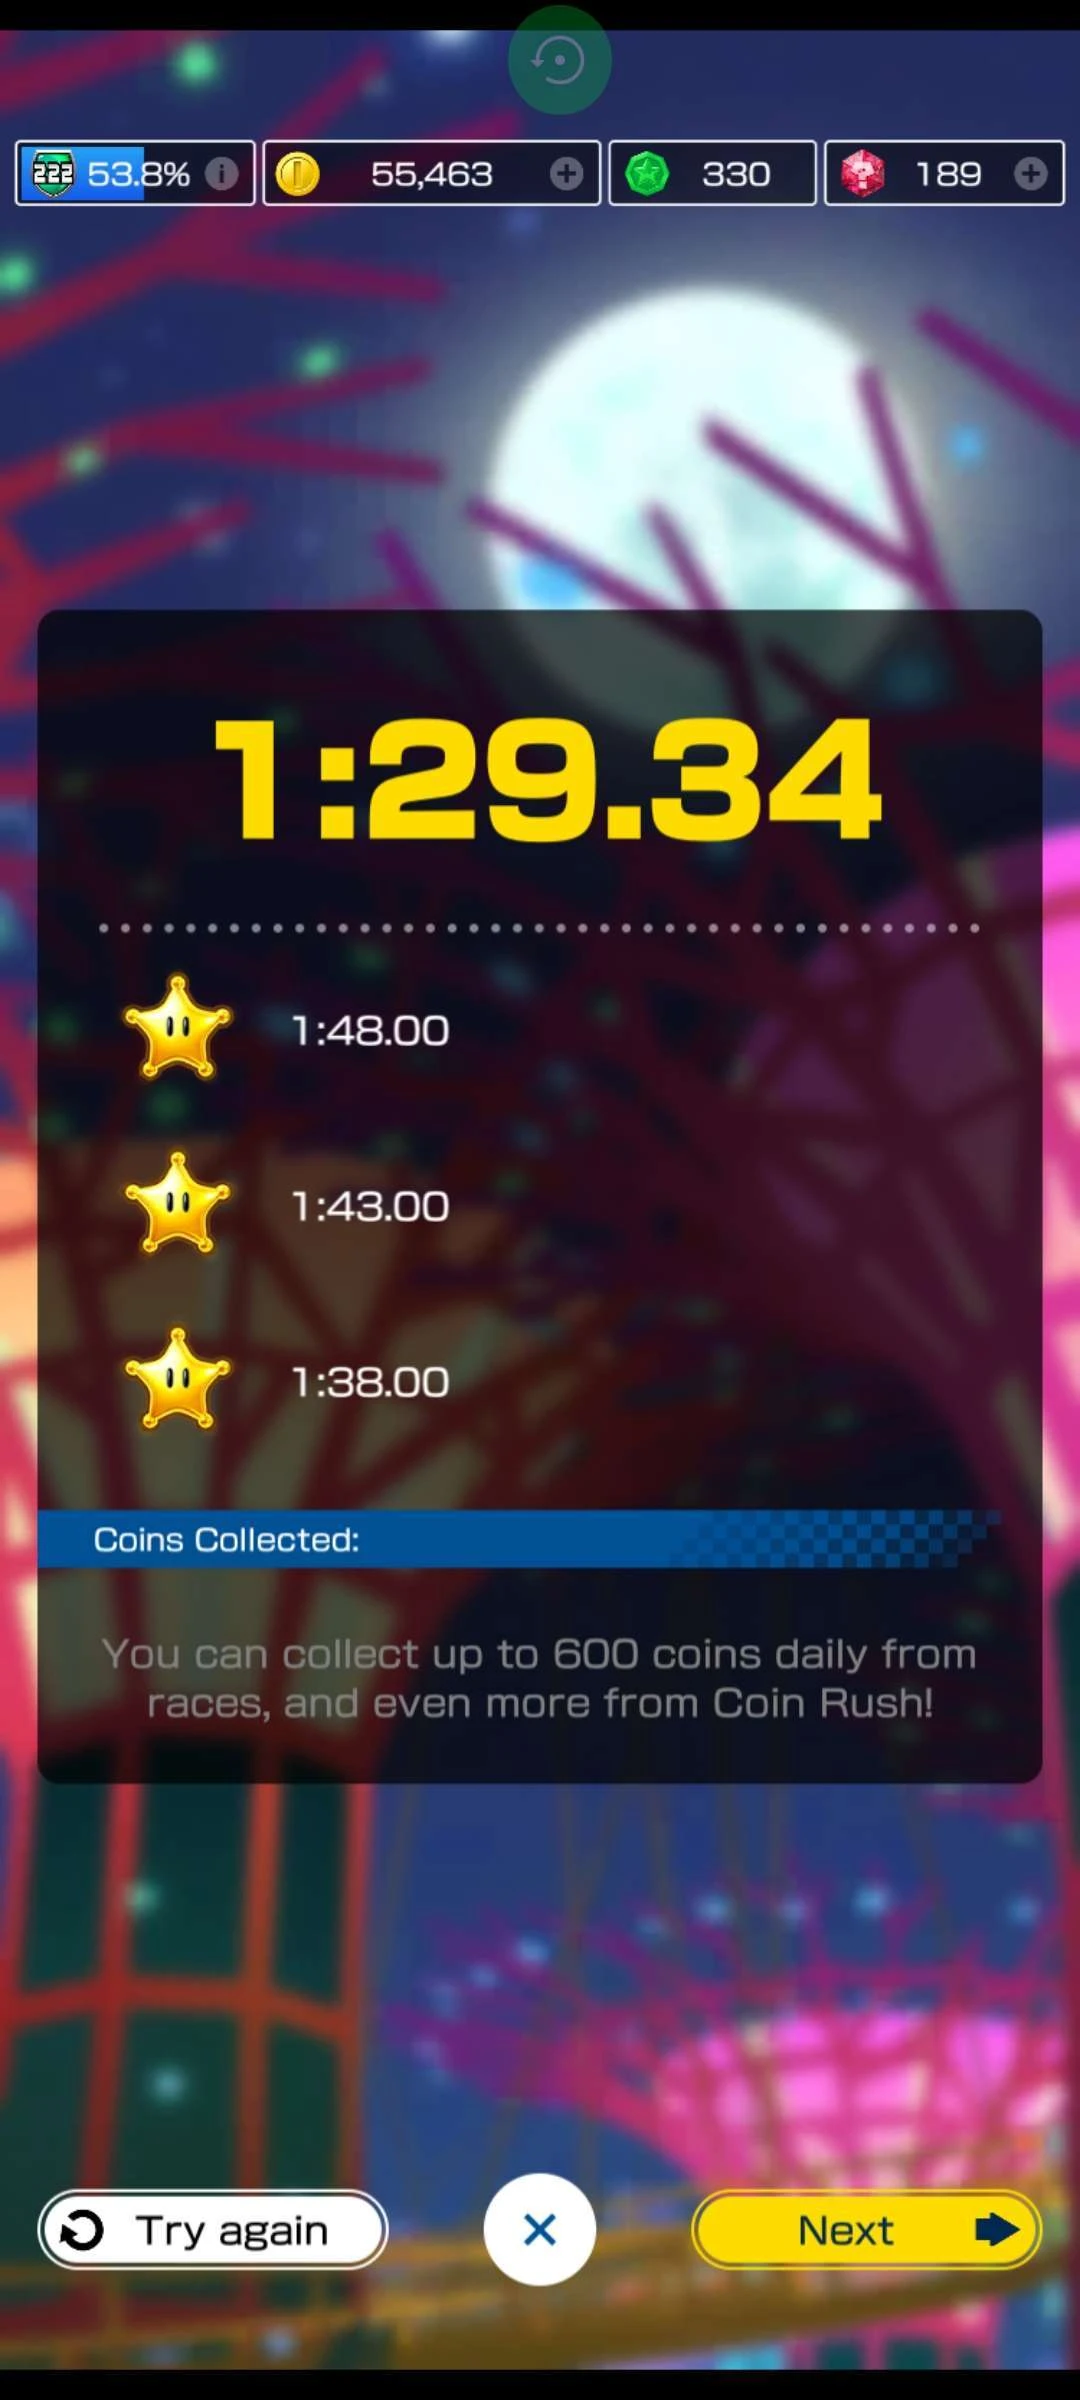 222 53.8% i 55,463 + 330 189 +
1:29.34
1:48.00
1:43.00
1:38.00
Coins Collected:
You can collect up to 600 coins daily from
races, and even more from Coin Rush!
Try again × Next